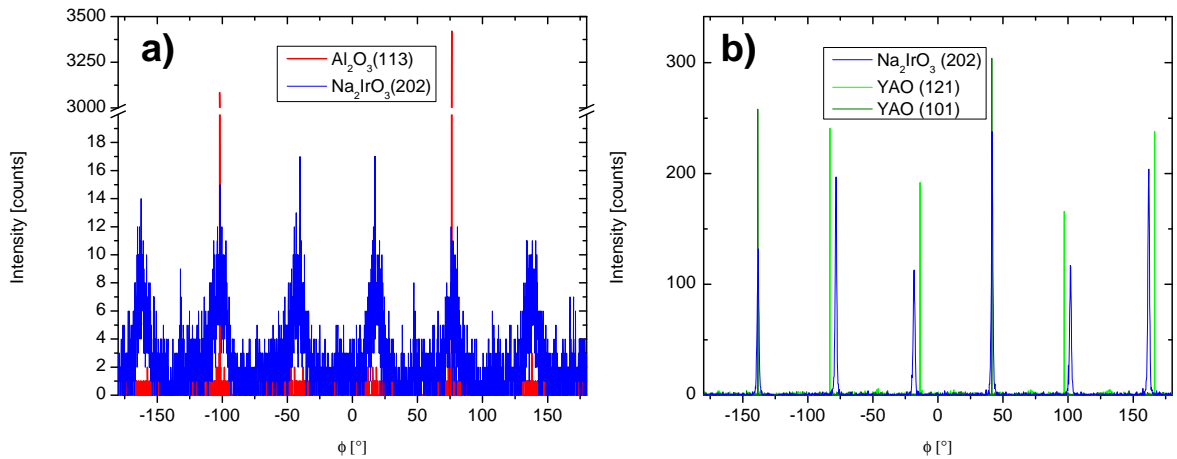 a)
Al₂O₃(113)
Na₂IrO₃(202)
3500
3250
3000
18
16
14
12
10
8
6
4
2
0
Intensity [counts]
-150 -100 -50 0 50 100 150
ϕ [°]
b)
Na₂IrO₃ (202)
YAO (121)
YAO (101)
300
200
100
0
Intensity [counts]
-150 -100 -50 0 50 100 150
ϕ [°]